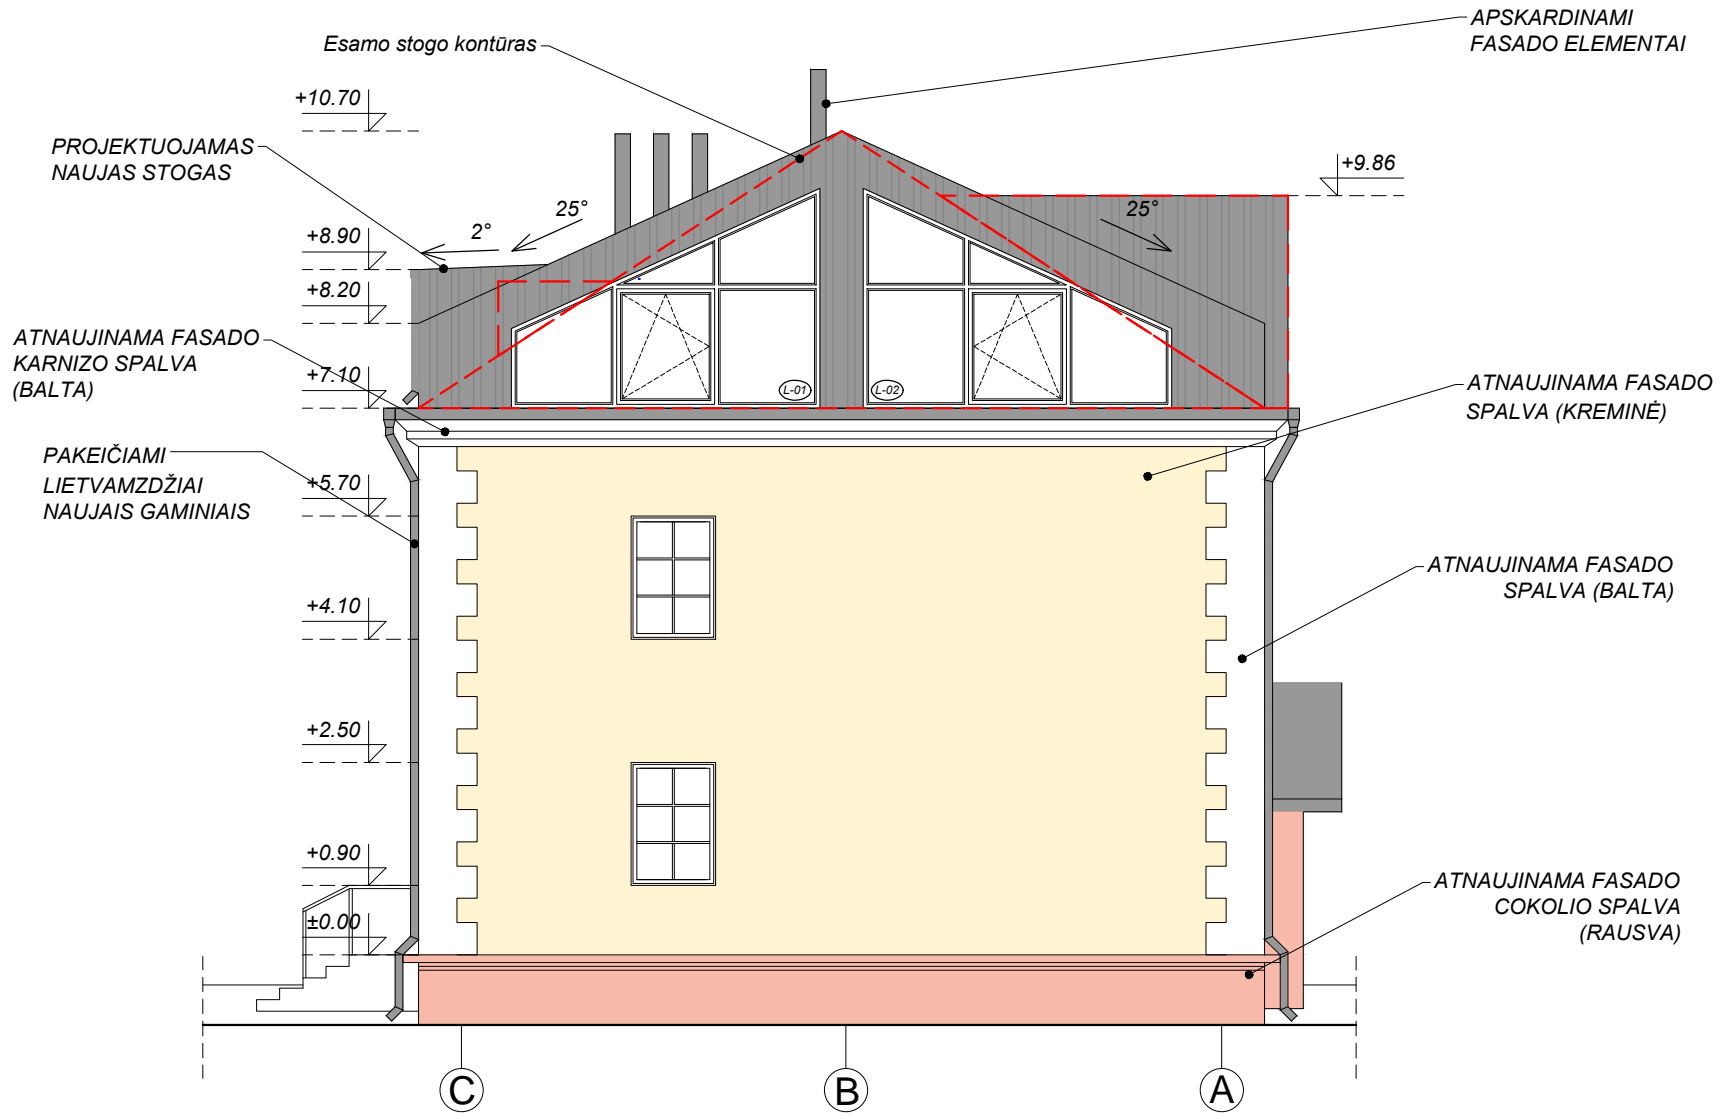 APSKARDINAMI
FASADO ELEMENTAI
Esamo stogo kontūras
+10.70
PROJEKTUOJAMAS
NAUJAS STOGAS
+9.86
25°
2°
25°
+8.90
+8.20
ATNAUJINAMA FASADO
KARNIZO SPALVA
(BALTA)
+7.10
L-01
L-02
ATNAUJINAMA FASADO
SPALVA (KREMINĖ)
PAKEIČIAMI
LIETVAMZDŽIAI
NAUJAIS GAMINIAIS
+5.70
ATNAUJINAMA FASADO
SPALVA (BALTA)
+4.10
+2.50
+0.90
ATNAUJINAMA FASADO
COKOLIO SPALVA
(RAUSVA)
±0.00
C
B
A